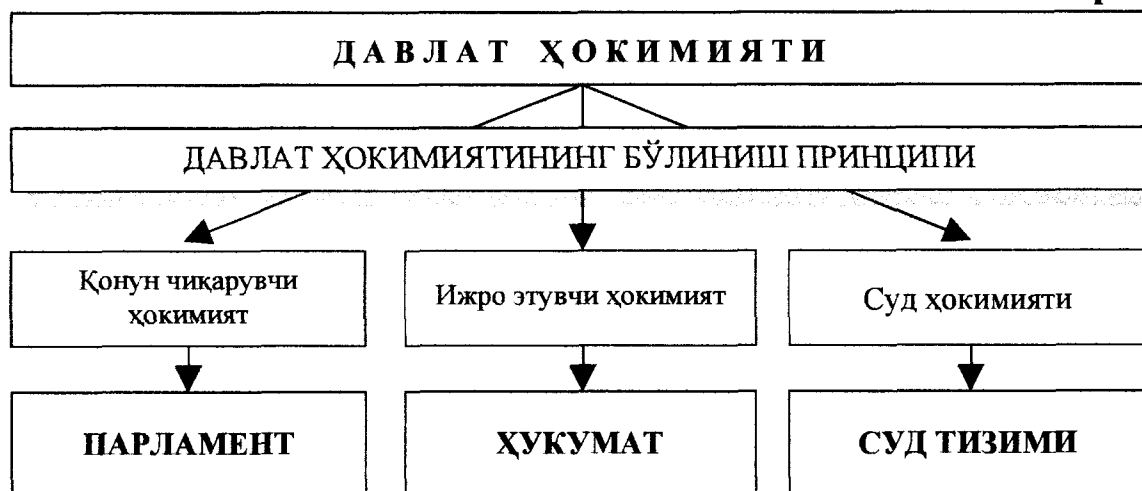 ДАВЛАТ ҲОКИМИЯТИ
ДАВЛАТ ҲОКИМИЯТИНИНГ БЎЛИНИШ ПРИНЦИПИ
Қонун чиқарувчи
ҳокимият
Ижро этувчи ҳокимият
Суд ҳокимияти
ПАРЛАМЕНТ
ҲУКУМАТ
СУД ТИЗИМИ